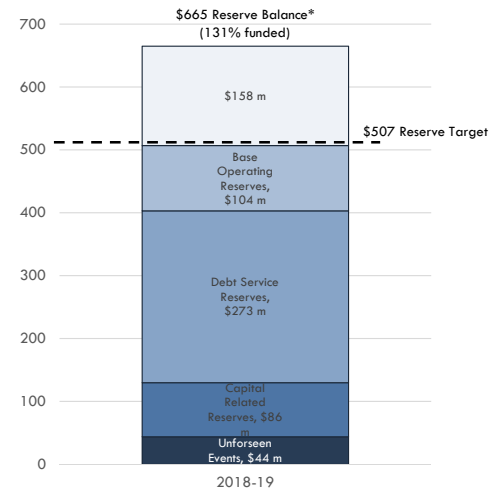 $665 Reserve Balance*
(131% funded)
700
600
500
400
300
200
100
0
$158 m
$507 Reserve Target
Base
Operating
Reserves,
$104 m
Debt Service
Reserves,
$273 m
Capital
Related
Reserves, $86
m
Unforseen
Events, $44 m
2018-19